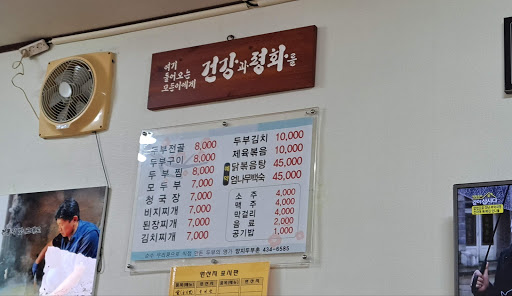 여기
들어오는
모든이에게
건강과 평화를
두부전골 8,000
두부구이 8,000
두부찜 8,000
모두부 7,000
청국장 7,000
비지찌개 7,000
된장찌개 7,000
김치찌개 7,000
두부김치 10,000
제육볶음 10,000
닭볶음탕 45,000
엄나무백숙 45,000
소주 4,000
맥주 4,000
막걸리 4,000
음료 2,000
공기밥 1,000
434-6585
원산지 표시판